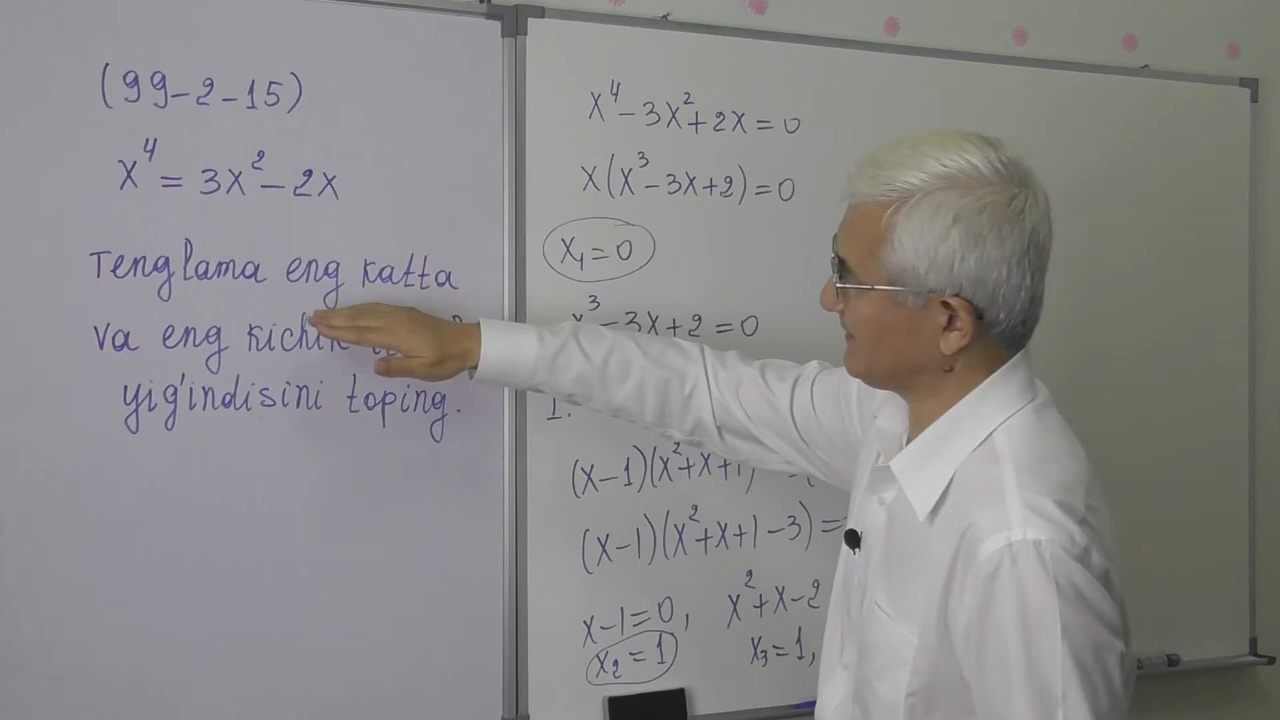 (99-2-15)
x⁴ = 3x² - 2x
Tenglama eng katta
va eng kichik
yig'indisini toping.
x⁴ - 3x² + 2x = 0
x(x³ - 3x + 2) = 0
x₁ = 0
x³ - 3x + 2 = 0
1.
(x-1)(x²+x+1
(x-1)(x²+x+1-3) =
x-1=0, x²+x-2
x₂ = 1 x₃ = 1,